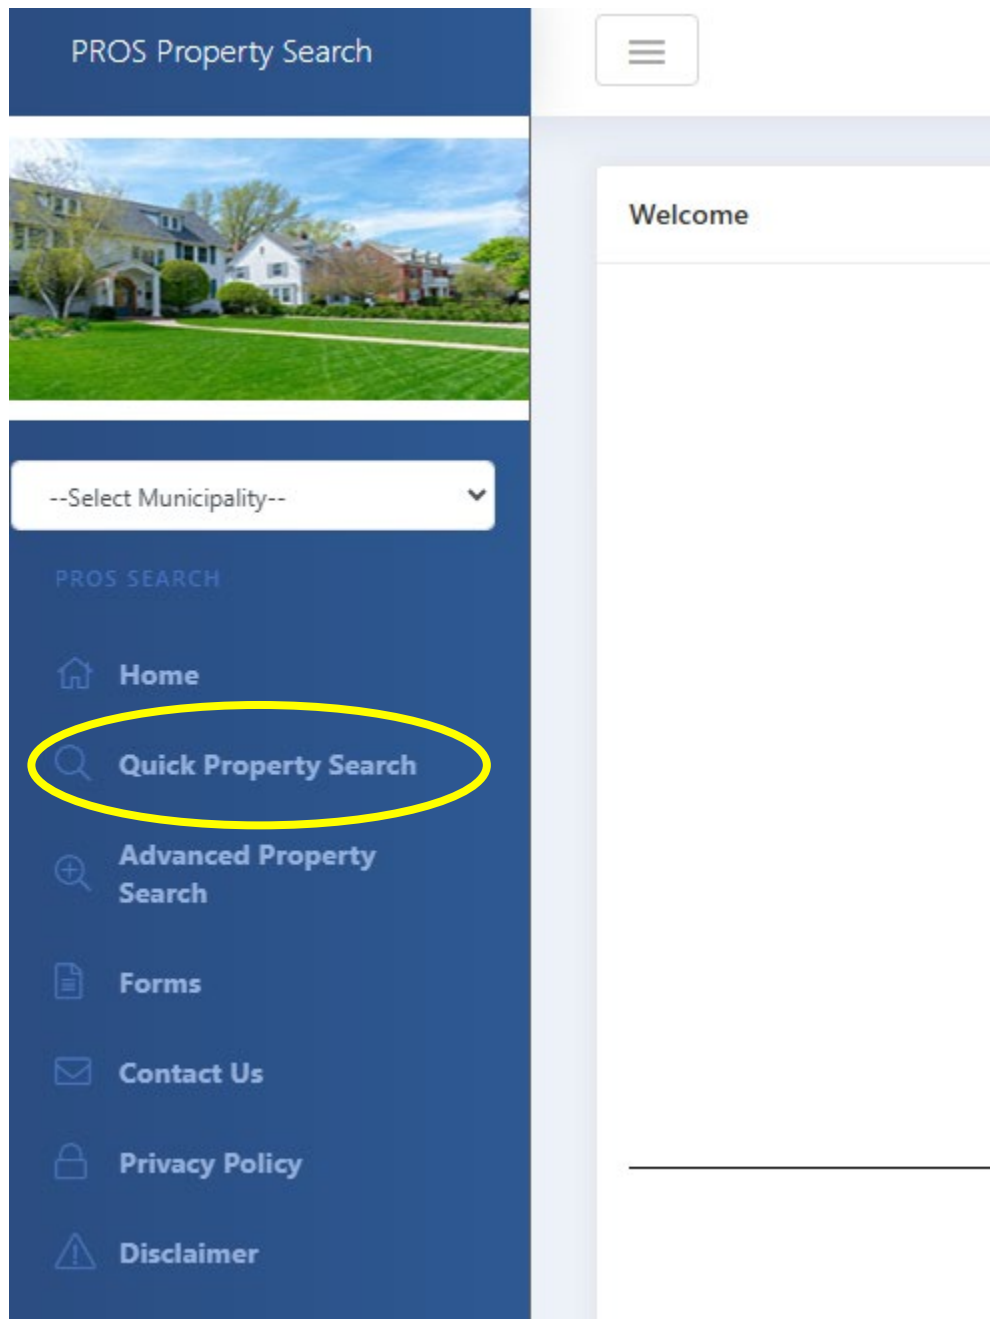 PROS Property Search
Welcome
--Select Municipality--
PROS SEARCH
Home
Quick Property Search
Advanced Property
Search
Forms
Contact Us
Privacy Policy
Disclaimer